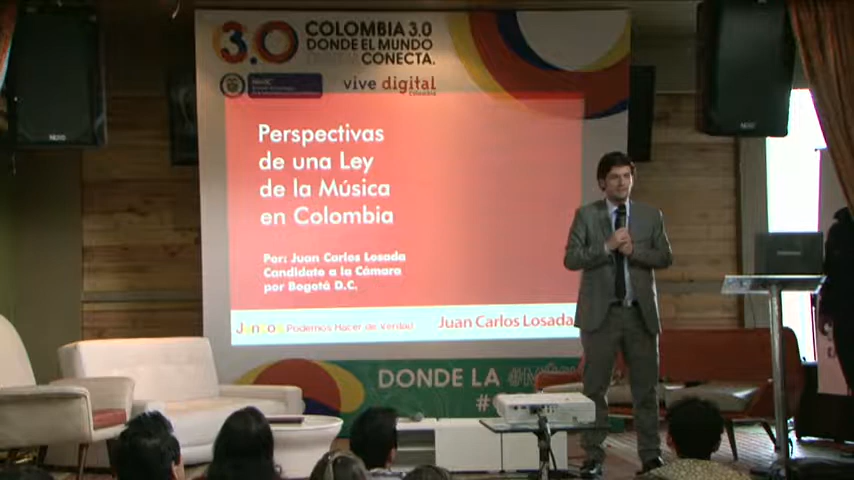 3.0
COLOMBIA 3.0
DONDE EL MUNDO
CONECTA.
vive digital
Colombia
Perspectivas
de una Ley
de la Música
en Colombia
Por: Juan Carlos Losada
Candidato a la Cámara
por Bogotá D.C.
Podemos Hacer de Verdad
Juan Carlos Losada
DONDE LA